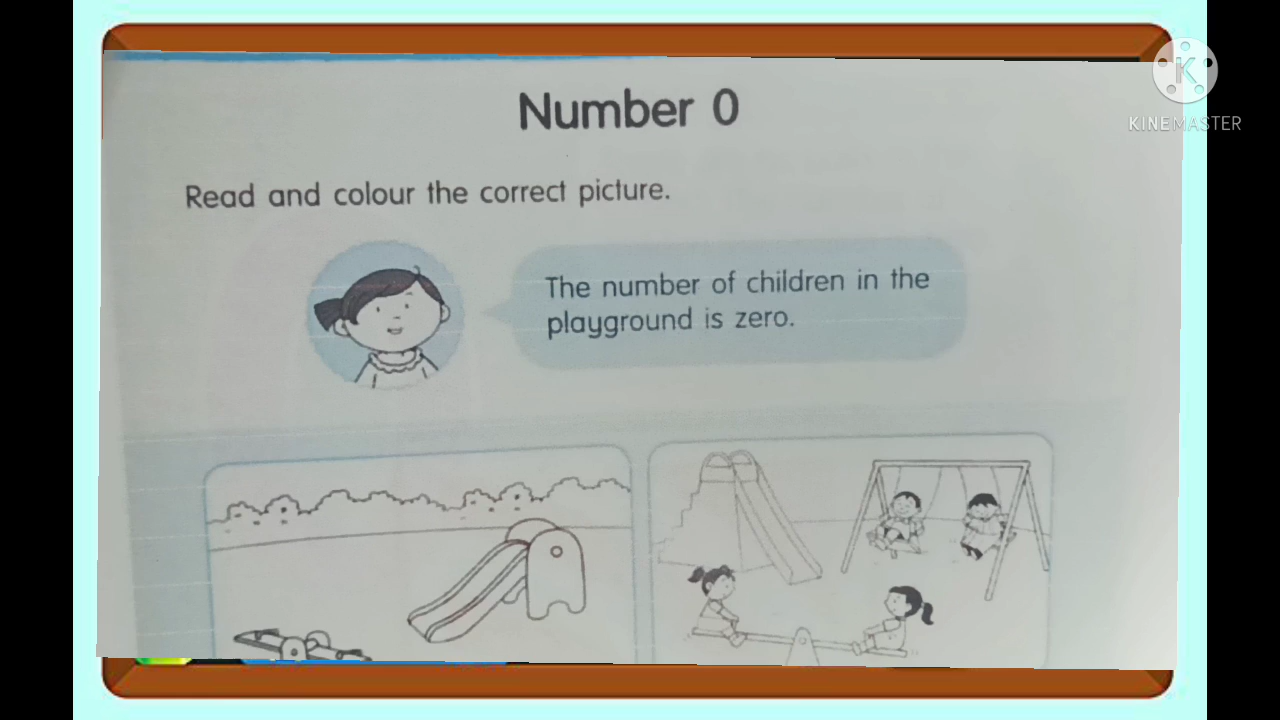 Number 0
KINEMASTER
Read and colour the correct picture.
The number of children in the
playground is zero.